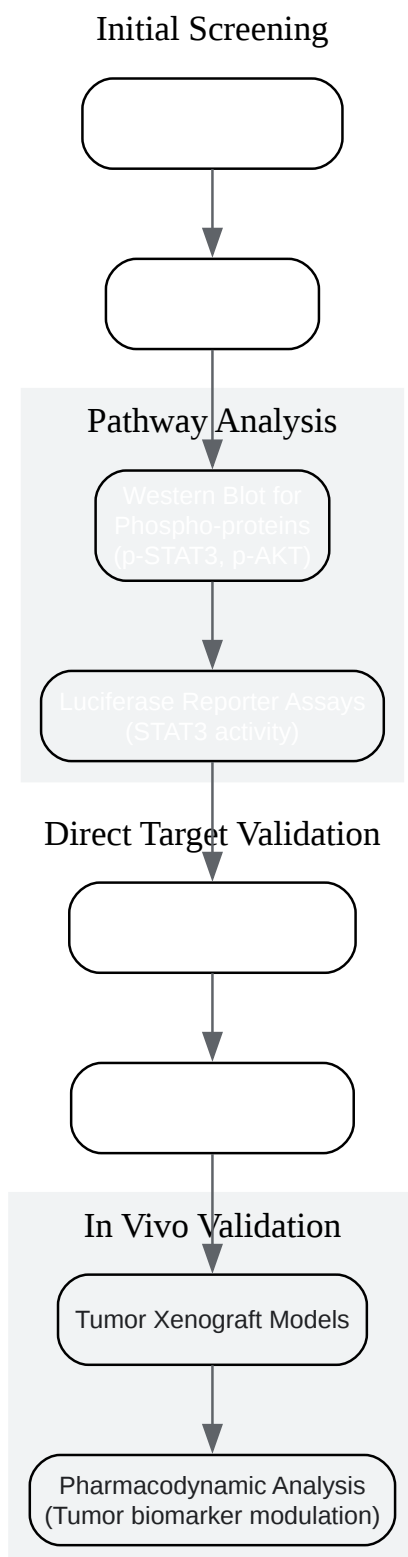 Initial Screening
Pathway Analysis
Western Blot for
Phospho-proteins
(p-STAT3, p-AKT)
Luciferase Reporter Assays
(STAT3 activity)
Direct Target Validation
In Vivo Validation
Tumor Xenograft Models
Pharmacodynamic Analysis
(Tumor biomarker modulation)